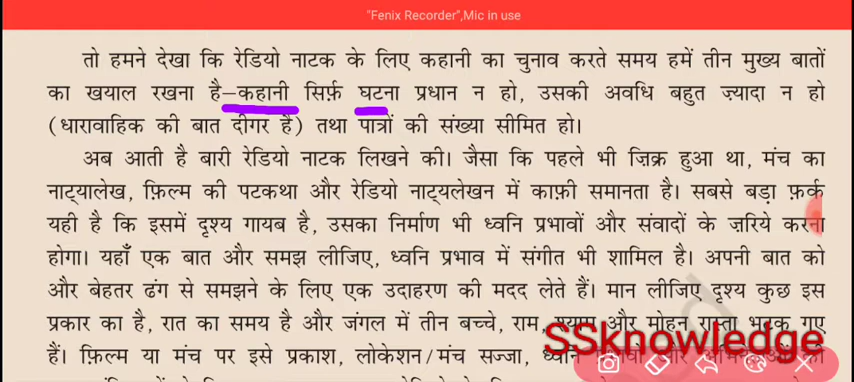 "Fenix Recorder",Mic in use
तो हमने देखा कि रेडियो नाटक के लिए कहानी का चुनाव करते समय हमें तीन मुख्य बातों
का खयाल रखना है–कहानी सिर्फ़ घटना प्रधान न हो, उसकी अवधि बहुत ज़्यादा न हो
(धारावाहिक की बात दीगर है) तथा पात्रों की संख्या सीमित हो।
अब आती है बारी रेडियो नाटक लिखने की। जैसा कि पहले भी ज़िक्र हुआ था, मंच का
नाट्यालेख, फ़िल्म की पटकथा और रेडियो नाट्यलेखन में काफ़ी समानता है। सबसे बड़ा फ़र्क
यही है कि इसमें दृश्य गायब है, उसका निर्माण भी ध्वनि प्रभावों और संवादों के ज़रिये करना
होगा। यहाँ एक बात और समझ लीजिए, ध्वनि प्रभाव में संगीत भी शामिल है। अपनी बात को
और बेहतर ढंग से समझने के लिए एक उदाहरण की मदद लेते हैं। मान लीजिए दृश्य कुछ इस
प्रकार का है, रात का समय है और जंगल में तीन बच्चे, राम, श्याम और मोहन रास्ता भटक गए
हैं। फ़िल्म या मंच पर इसे प्रकाश, लोकेशन/मंच सज्जा, ध्वनि
SSknowledge